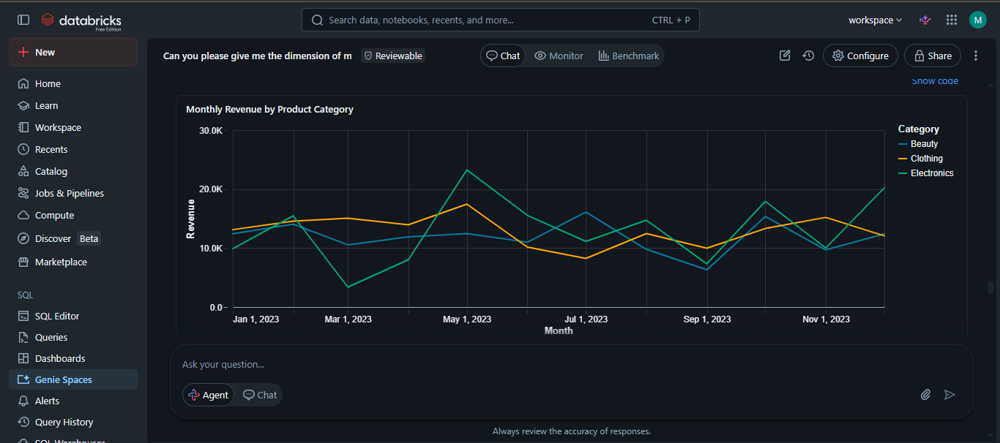 databricks
Free Edition
Search data, notebooks, recents, and more...
CTRL + P
workspace
M
New
Home
Learn
Workspace
Recents
Catalog
Jobs & Pipelines
Compute
Discover Beta
Marketplace
SQL
SQL Editor
Queries
Dashboards
Genie Spaces
Alerts
Query History
SQL Warehouses
Can you please give me the dimension of m
Reviewable
Chat
Monitor
Benchmark
Configure
Share
Show code
Monthly Revenue by Product Category
30.0K
20.0K
10.0K
0.0
Revenue
Jan 1, 2023
Mar 1, 2023
May 1, 2023
Jul 1, 2023
Sep 1, 2023
Nov 1, 2023
Month
Category
Beauty
Clothing
Electronics
Ask your question...
Agent
Chat
Always review the accuracy of responses.